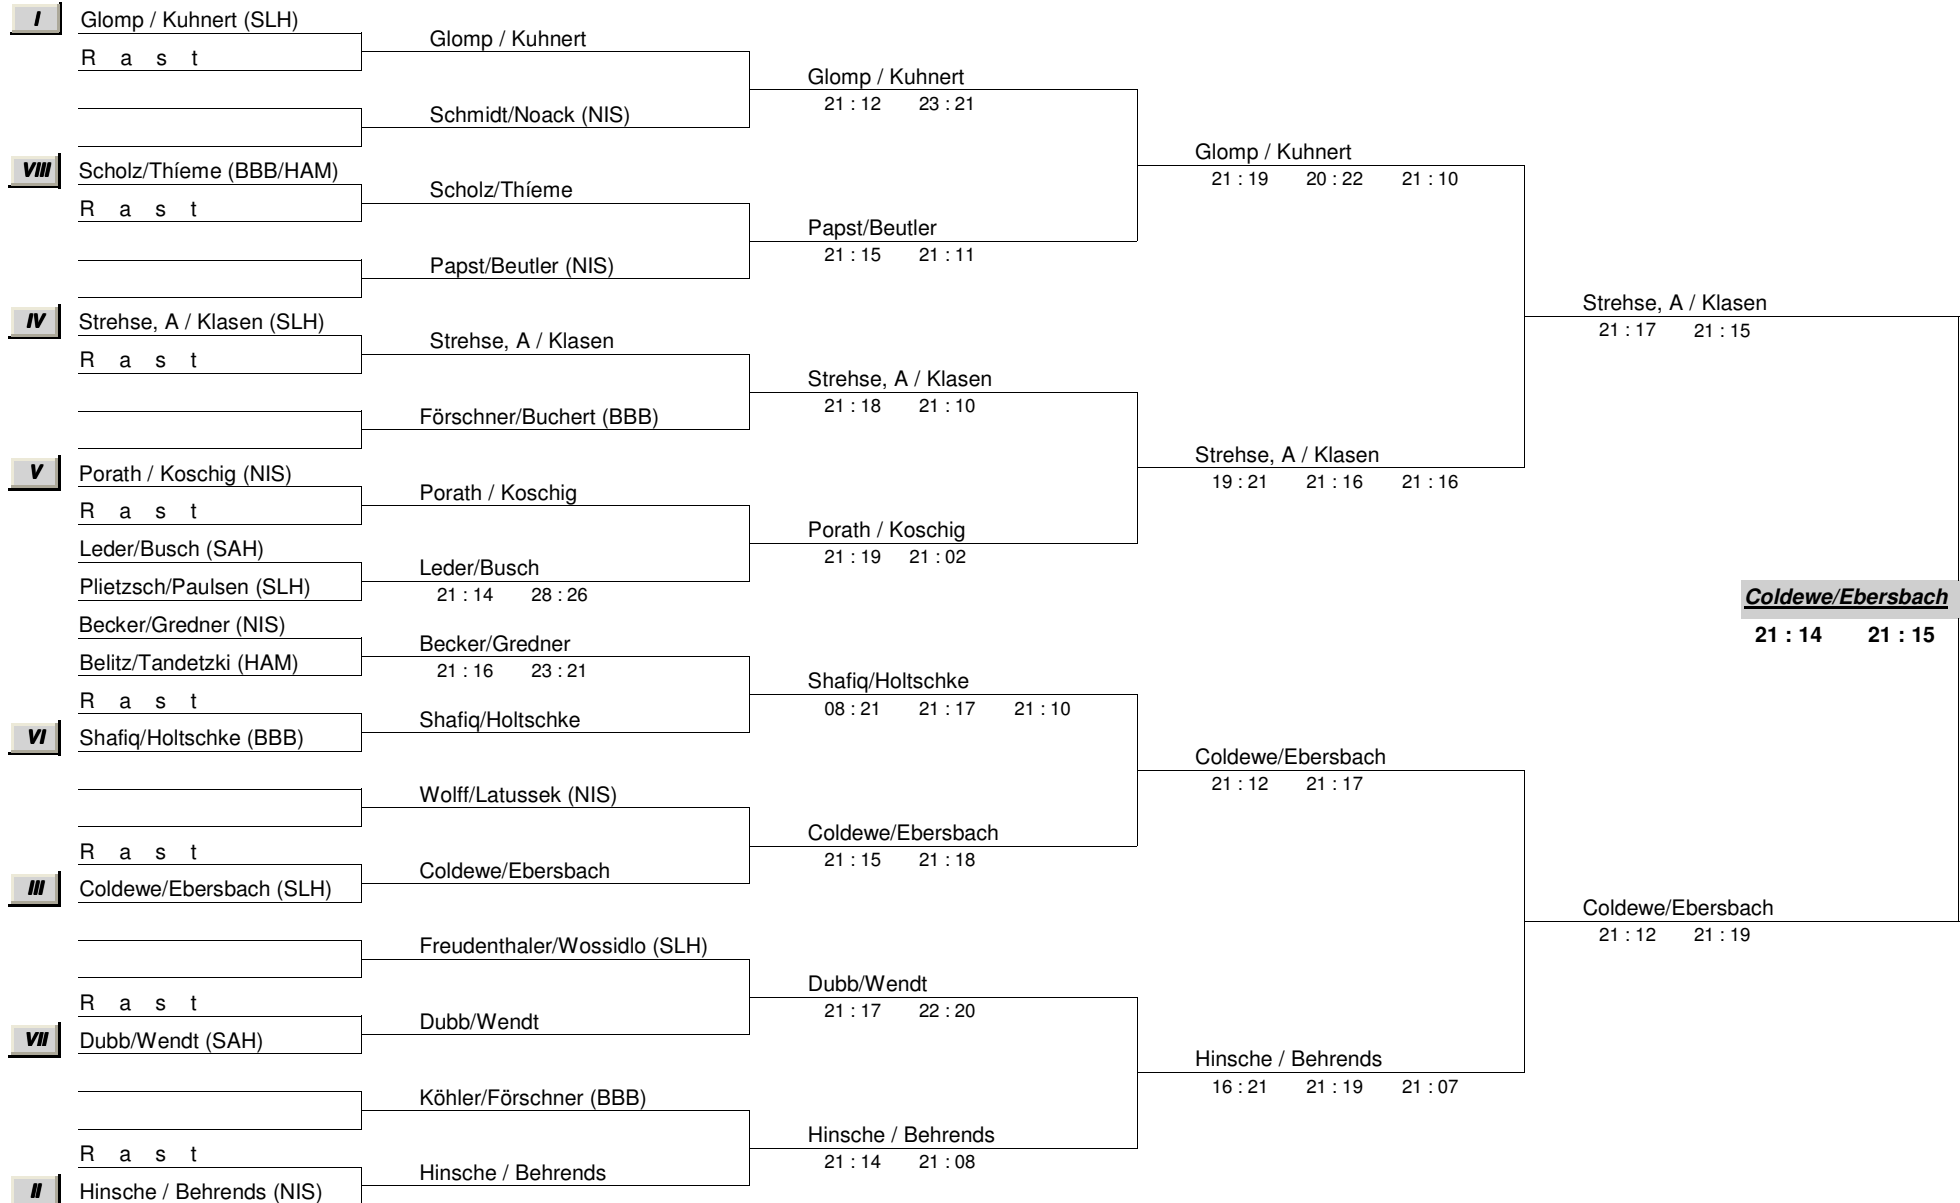 I Glomp / Kuhnert (SLH)
R a s t
Glomp / Kuhnert
Schmidt/Noack (NIS)
Glomp / Kuhnert
21 : 12 23 : 21
VIII Scholz/Thíeme (BBB/HAM)
R a s t
Scholz/Thíeme
Papst/Beutler (NIS)
Papst/Beutler
21 : 15 21 : 11
Glomp / Kuhnert
21 : 19 20 : 22 21 : 10
IV Strehse, A / Klasen (SLH)
R a s t
Strehse, A / Klasen
Förschner/Buchert (BBB)
Strehse, A / Klasen
21 : 18 21 : 10
V Porath / Koschig (NIS)
R a s t
Porath / Koschig
Leder/Busch (SAH)
Plietzsch/Paulsen (SLH)
Leder/Busch
21 : 14 28 : 26
Porath / Koschig
21 : 19 21 : 02
Strehse, A / Klasen
19 : 21 21 : 16 21 : 16
Strehse, A / Klasen
21 : 17 21 : 15
Becker/Gredner (NIS)
Belitz/Tandetzki (HAM)
Becker/Gredner
21 : 16 23 : 21
R a s t
VI Shafiq/Holtschke (BBB)
Shafiq/Holtschke
Shafiq/Holtschke
08 : 21 21 : 17 21 : 10
Wolff/Latussek (NIS)
R a s t
III Coldewe/Ebersbach (SLH)
Coldewe/Ebersbach
Coldewe/Ebersbach
21 : 15 21 : 18
Coldewe/Ebersbach
21 : 12 21 : 17
Freudenthaler/Wossidlo (SLH)
R a s t
VII Dubb/Wendt (SAH)
Dubb/Wendt
Dubb/Wendt
21 : 17 22 : 20
Köhler/Förschner (BBB)
R a s t
II Hinsche / Behrends (NIS)
Hinsche / Behrends
Hinsche / Behrends
21 : 14 21 : 08
Hinsche / Behrends
16 : 21 21 : 19 21 : 07
Coldewe/Ebersbach
21 : 12 21 : 19
Coldewe/Ebersbach
21 : 14 21 : 15